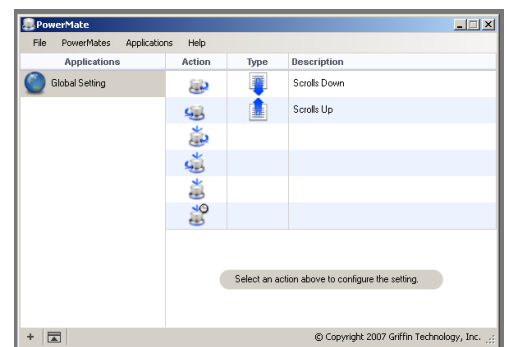 PowerMate
File PowerMates Applications Help
Applications Action Type Description
Global Setting Scrolls Down
Scrolls Up
Select an action above to configure the setting.
© Copyright 2007 Griffin Technology, Inc.